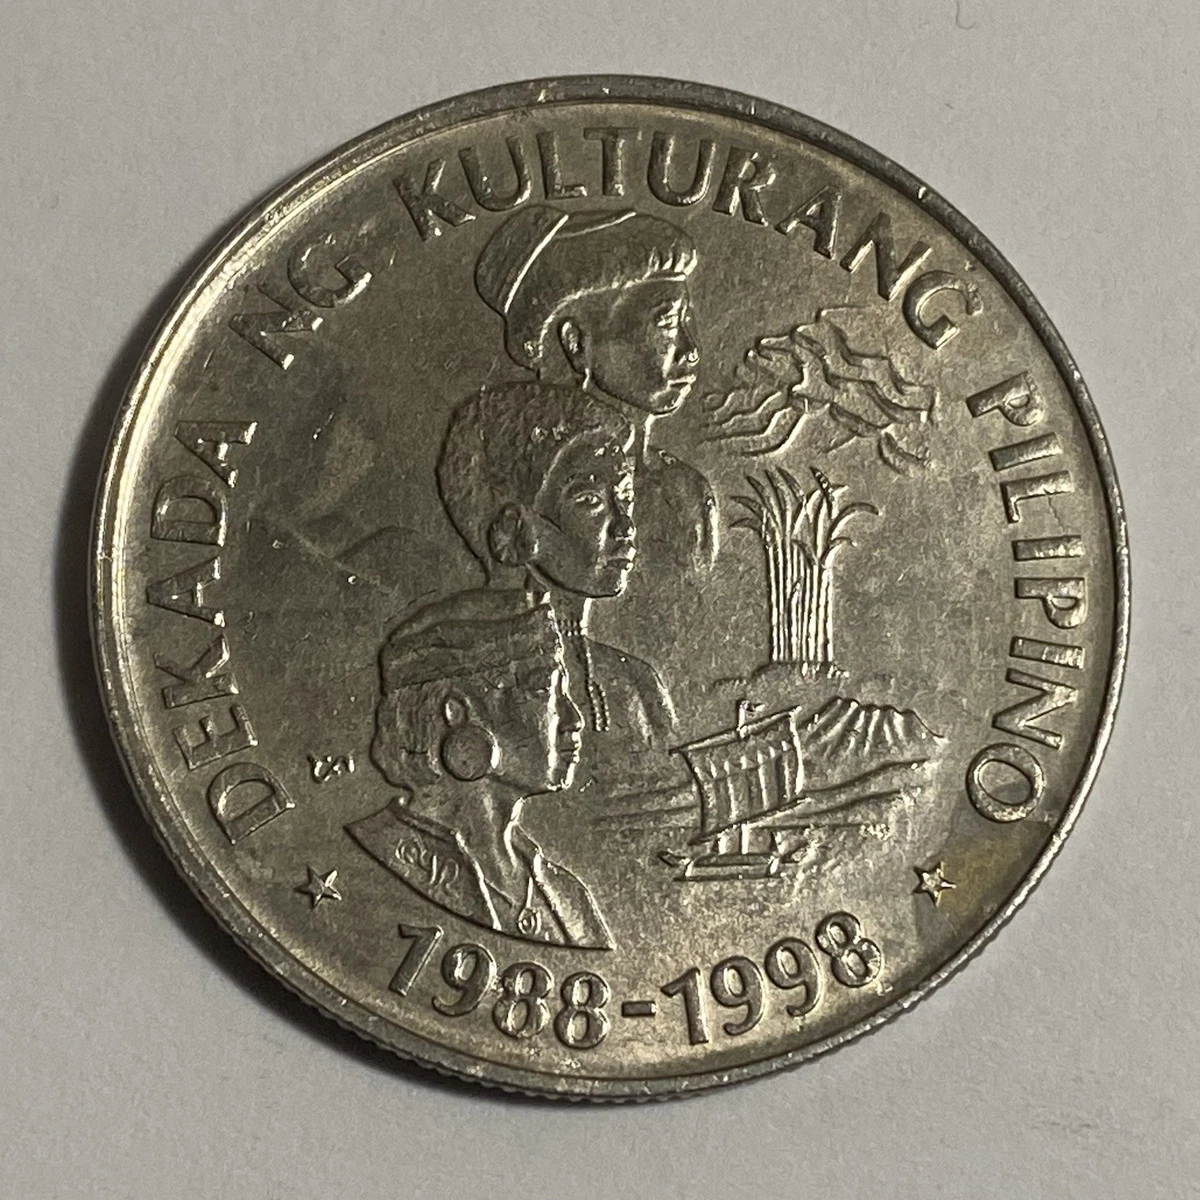 DEKADA NG KULTURANG PILIPINO
1988-1998